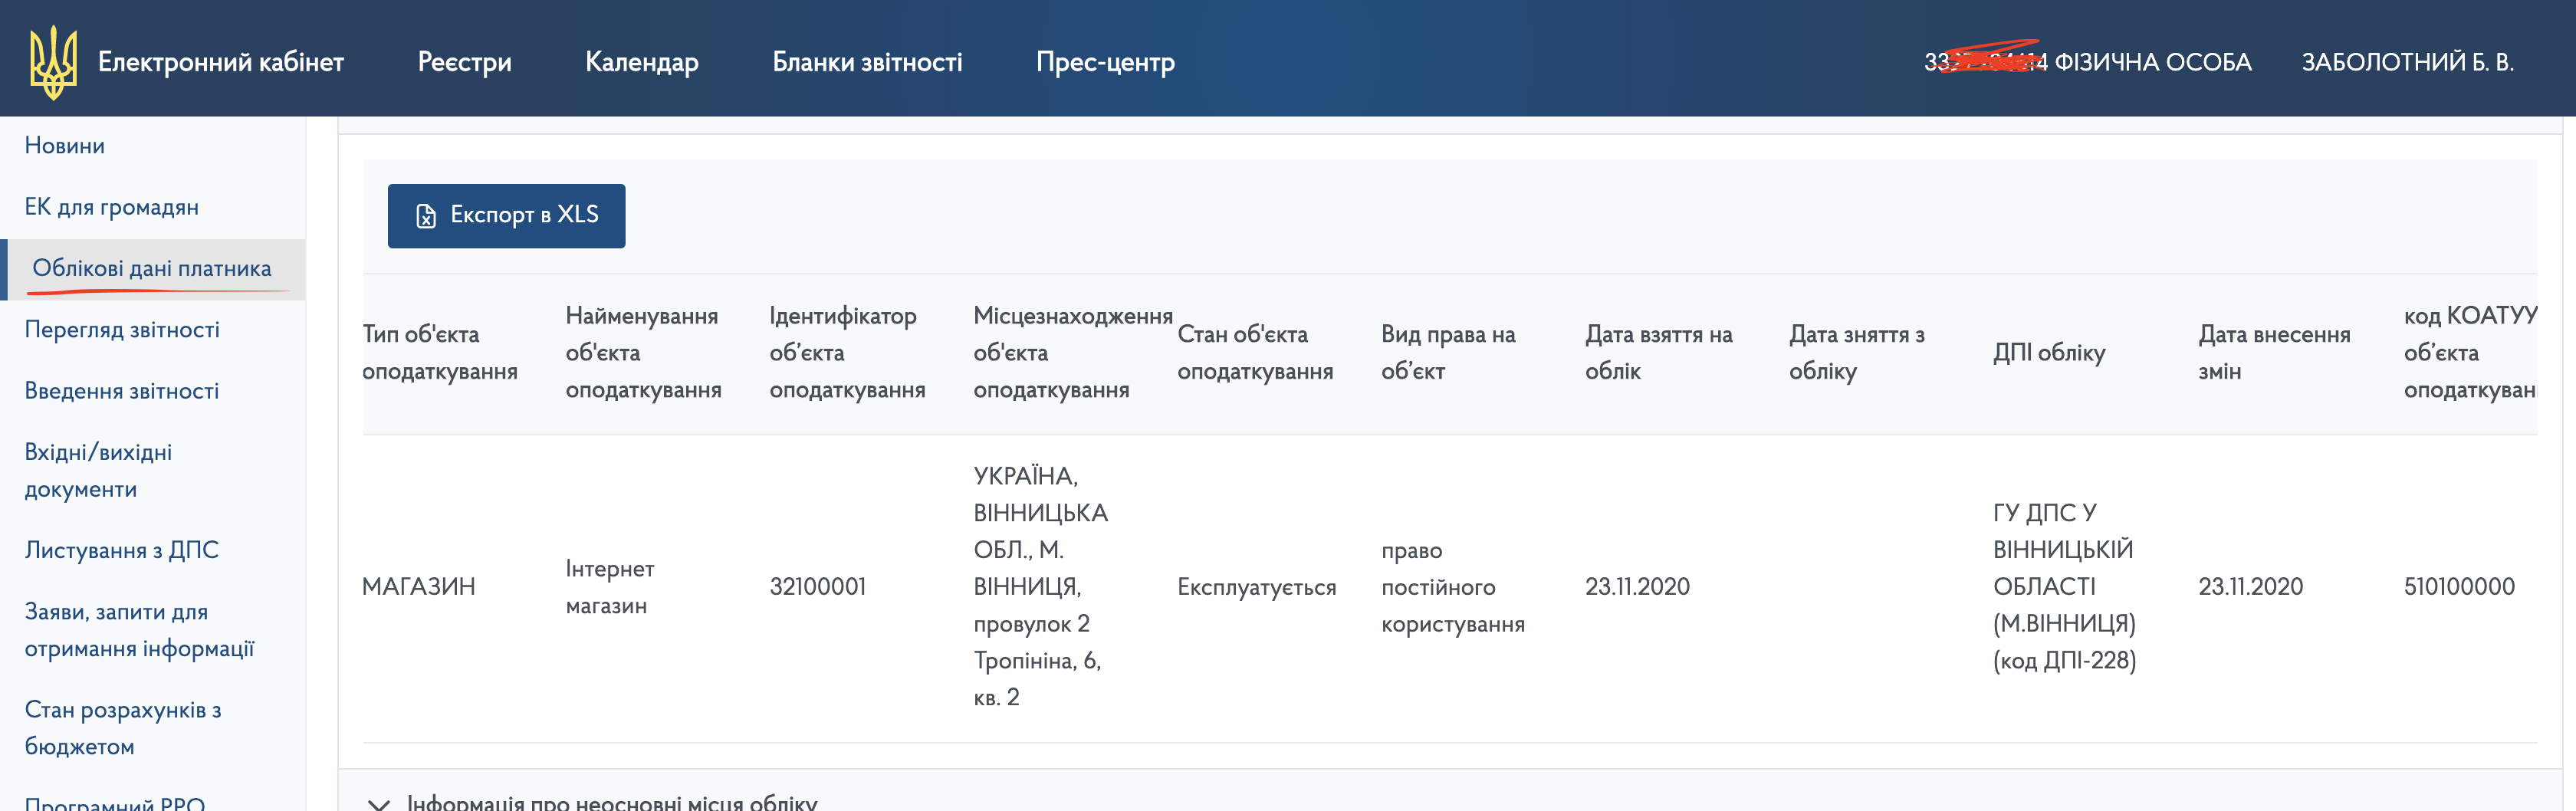 Електронний кабінет
Реєстри
Календар
Бланки звітності
Прес-центр
ФІЗИЧНА ОСОБА
ЗАБОЛОТНИЙ Б. В.
Новини
ЕК для громадян
Облікові дані платника
Перегляд звітності
Введення звітності
Вхідні/вихідні
документи
Листування з ДПС
Заяви, запити для
отримання інформації
Стан розрахунків з
бюджетом
Програмний РРО
Експорт в XLS
Тип об'єкта
оподаткування
Найменування
об'єкта
оподаткування
Ідентифікатор
об’єкта
оподаткування
Місцезнаходження
об'єкта
оподаткування
Стан об'єкта
оподаткування
Вид права на
об’єкт
Дата взяття на
облік
Дата зняття з
обліку
ДПІ обліку
Дата внесення
змін
код КОАТУУ
об’єкта
оподаткуван
МАГАЗИН
Інтернет
магазин
32100001
УКРАЇНА,
ВІННИЦЬКА
ОБЛ., М.
ВІННИЦЯ,
провулок 2
Тропініна, 6,
кв. 2
Експлуатується
право
постійного
користування
23.11.2020
ГУ ДПС У
ВІННИЦЬКІЙ
ОБЛАСТІ
(М.ВІННИЦЯ)
(код ДПІ-228)
23.11.2020
510100000
Інформація про неосновні місця обліку